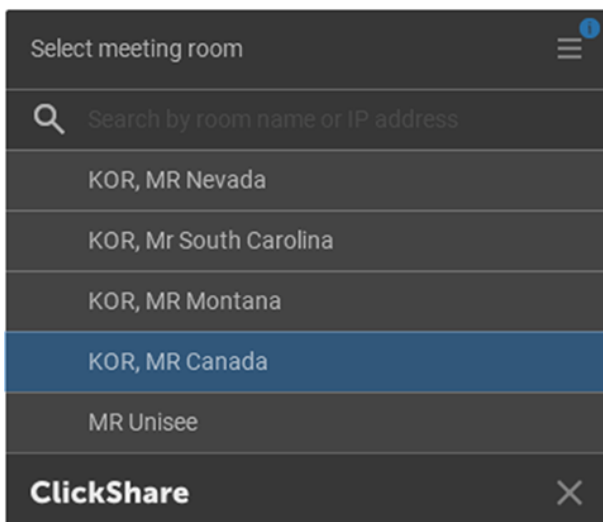 Select meeting room
i
Search by room name or IP address
KOR, MR Nevada
KOR, Mr South Carolina
KOR, MR Montana
KOR, MR Canada
MR Unisee
ClickShare